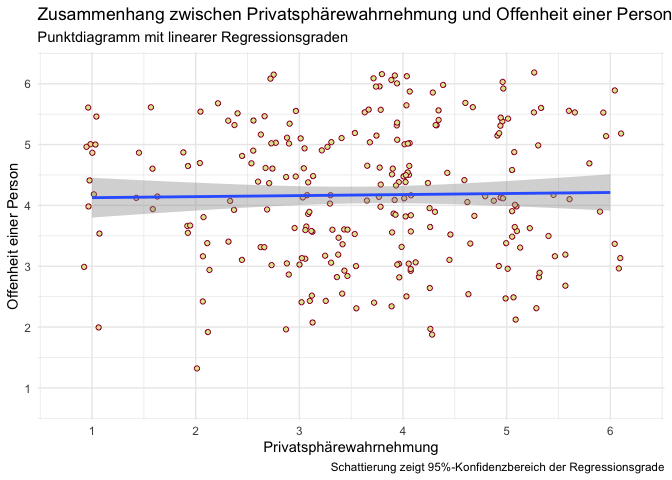 Zusammenhang zwischen Privatsphärewahrnehmung und Offenheit einer Person
Punktdiagramm mit linearer Regressionsgraden
Offenheit einer Person
6
5
4
3
2
1
1 2 3 4 5 6
Privatsphärewahrnehmung
Schattierung zeigt 95%-Konfidenzbereich der Regressionsgrade